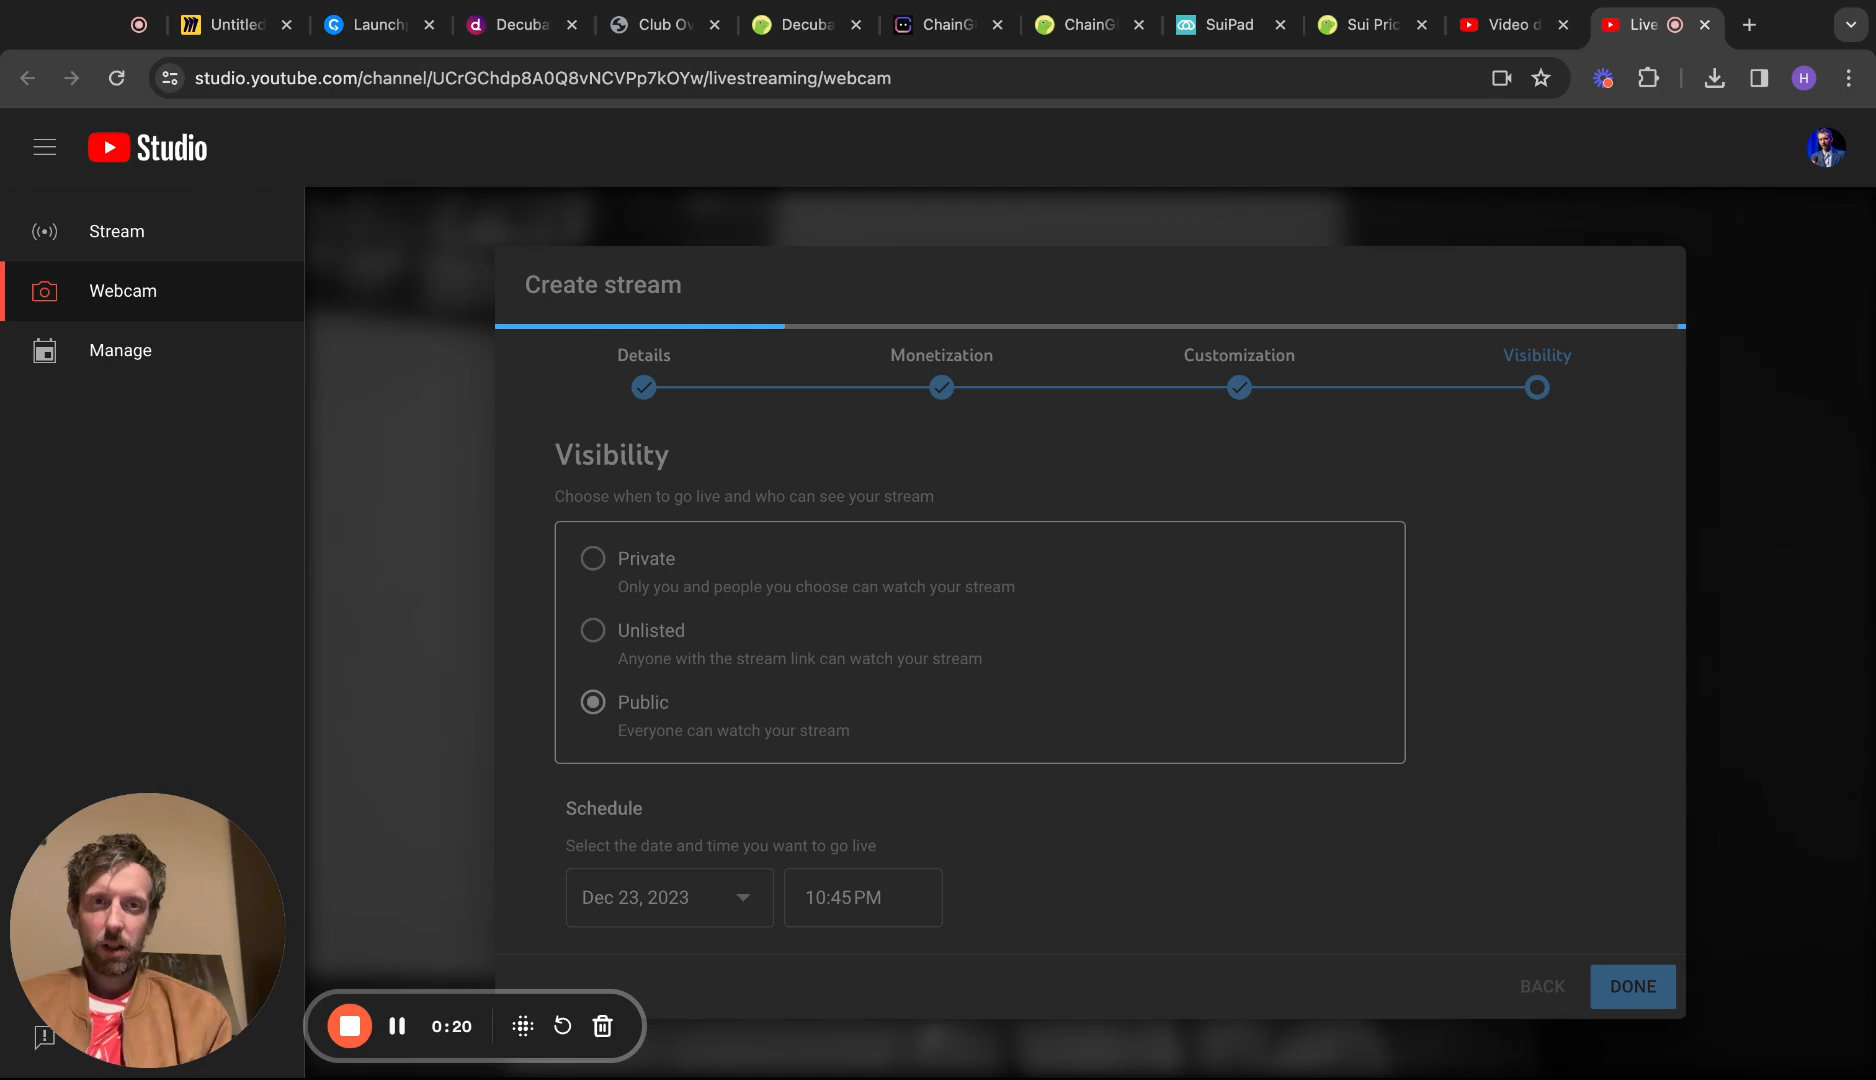 Untitled
Launchp
Decuba
Club Ov
Decuba
ChainG
ChainG
SuiPad
Sui Pric
Video d
Live
studio.youtube.com/channel/UCrGChdp8A0Q8vNCVPp7kOYw/livestreaming/webcam
H
Studio
Stream
Webcam
Manage
Create stream
Details
Monetization
Customization
Visibility
Visibility
Choose when to go live and who can see your stream
Private
Only you and people you choose can watch your stream
Unlisted
Anyone with the stream link can watch your stream
Public
Everyone can watch your stream
Schedule
Select the date and time you want to go live
Dec 23, 2023
10:45 PM
BACK
DONE
0:20